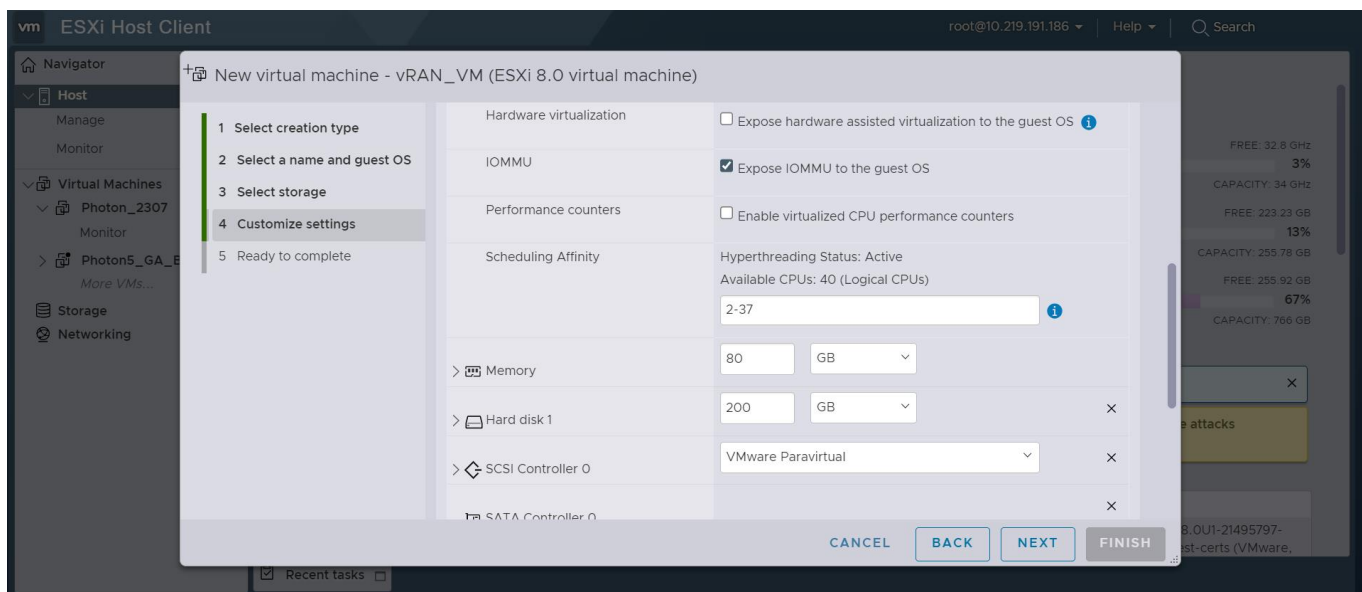 vm ESXi Host Client
root@10.219.191.186 Help Search
Navigator
Host
Manage
Monitor
Virtual Machines
Photon_2307
Monitor
Photon5_GA_E
More VMs...
Storage
Networking
New virtual machine - vRAN_VM (ESXi 8.0 virtual machine)
1 Select creation type
2 Select a name and guest OS
3 Select storage
4 Customize settings
5 Ready to complete
Hardware virtualization
Expose hardware assisted virtualization to the guest OS
IOMMU
Expose IOMMU to the guest OS
Performance counters
Enable virtualized CPU performance counters
Scheduling Affinity
Hyperthreading Status: Active
Available CPUs: 40 (Logical CPUs)
2-37
Memory
80 GB
Hard disk 1
200 GB
SCSI Controller 0
VMware Paravirtual
SATA Controller 0
CANCEL BACK NEXT FINISH
FREE: 32.8 GHz
3%
CAPACITY: 34 GHz
FREE: 223.23 GB
13%
CAPACITY: 255.78 GB
FREE: 255.92 GB
67%
CAPACITY: 766 GB
e attacks
8.0U1-21495797-
est-certs (VMware,
Recent tasks